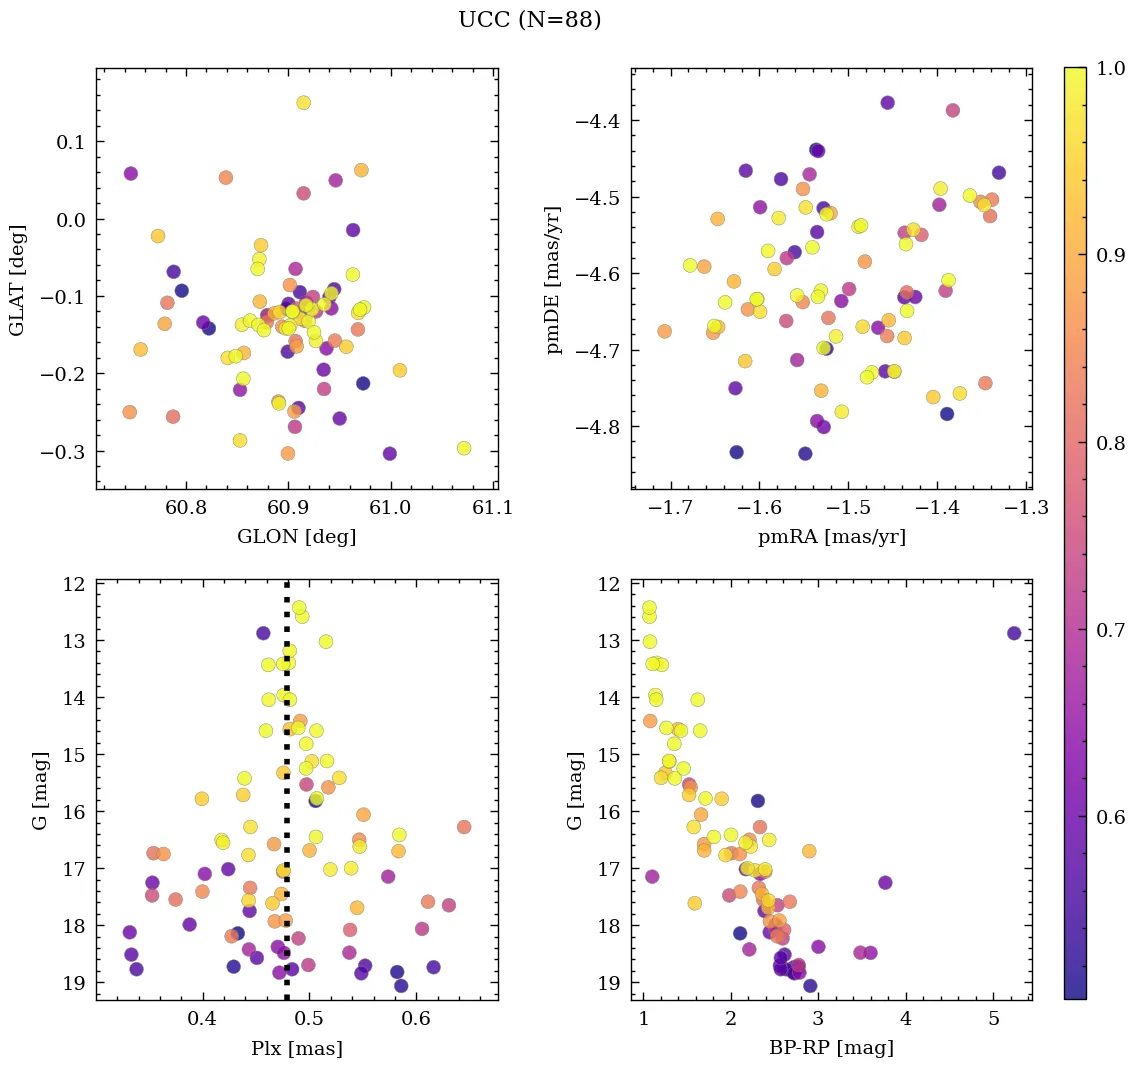 UCC (N=88)
0.1
0.0
−0.1
−0.2
−0.3
GLAT [deg]
60.8 60.9 61.0 61.1
GLON [deg]
−4.4
−4.5
−4.6
−4.7
−4.8
pmDE [mas/yr]
−1.7 −1.6 −1.5 −1.4 −1.3
pmRA [mas/yr]
12
13
14
15
16
17
18
19
G [mag]
0.4 0.5 0.6
Plx [mas]
12
13
14
15
16
17
18
19
G [mag]
1 2 3 4 5
BP-RP [mag]
1.0
0.9
0.8
0.7
0.6